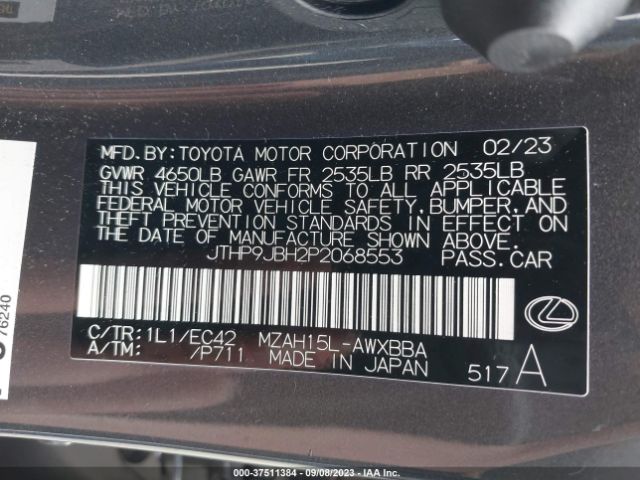 MFD.BY:TOYOTA MOTOR CORPORATION 02/23
GVWR 4650LB GAWR FR 2535LB RR 2535LB
THIS VEHICLE CONFORMS TO ALL APPLICABLE
FEDERAL MOTOR VEHICLE SAFETY,BUMPER,AND
THEFT PREVENTION STANDARDS IN EFFECT ON
THE DATE OF MANUFACTURE SHOWN ABOVE.
JTHP9JBH2P2068553 PASS.CAR
C/TR:1L1/EC42 MZAH15L-AWXBBA
A/TM: /P711 MADE IN JAPAN 517 A
76240
000-37511384 - 09/08/2023 - IAA Inc.